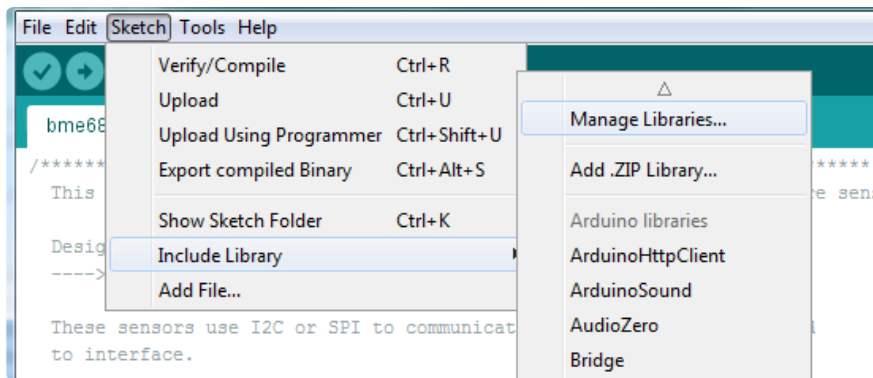 File Edit Sketch Tools Help
Verify/Compile Ctrl+R
Upload Ctrl+U
Upload Using Programmer Ctrl+Shift+U
Export compiled Binary Ctrl+Alt+S
Show Sketch Folder Ctrl+K
Include Library
Add File...
Manage Libraries...
Add .ZIP Library...
Arduino libraries
ArduinoHttpClient
ArduinoSound
AudioZero
Bridge
bme68
/*******
*****
This
re sens
Desig
---->
These sensors use I2C or SPI to communicat
to interface.